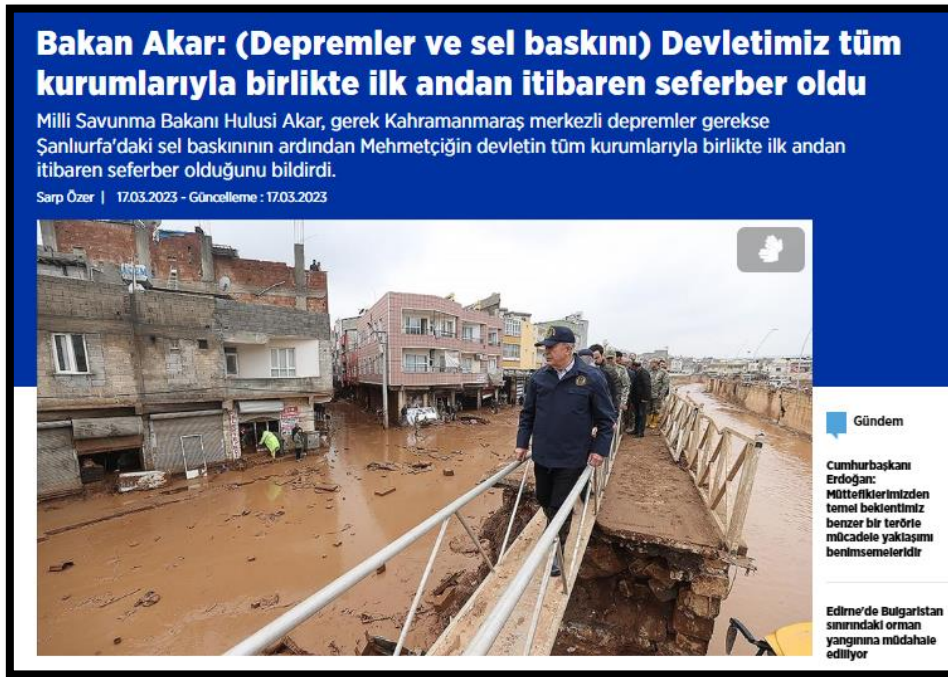 Bakan Akar: (Depremler ve sel baskını) Devletimiz tüm
kurumlarıyla birlikte ilk andan itibaren seferber oldu
Milli Savunma Bakanı Hulusi Akar, gerek Kahramanmaraş merkezli depremler gerekse
Şanlıurfa'daki sel baskınının ardından Mehmetçiğin devletin tüm kurumlarıyla birlikte ilk andan
itibaren seferber olduğunu bildirdi.
Sarp Özer | 17.03.2023 - Güncelleme : 17.03.2023
Gündem
Cumhurbaşkanı
Erdoğan:
Müttefiklerimizden
temel beklentimiz
benzer bir terörle
mücadele yaklaşımı
benimsemeleridir
Edirne'de Bulgaristan
sınırındaki orman
yangınına müdahale
ediliyor